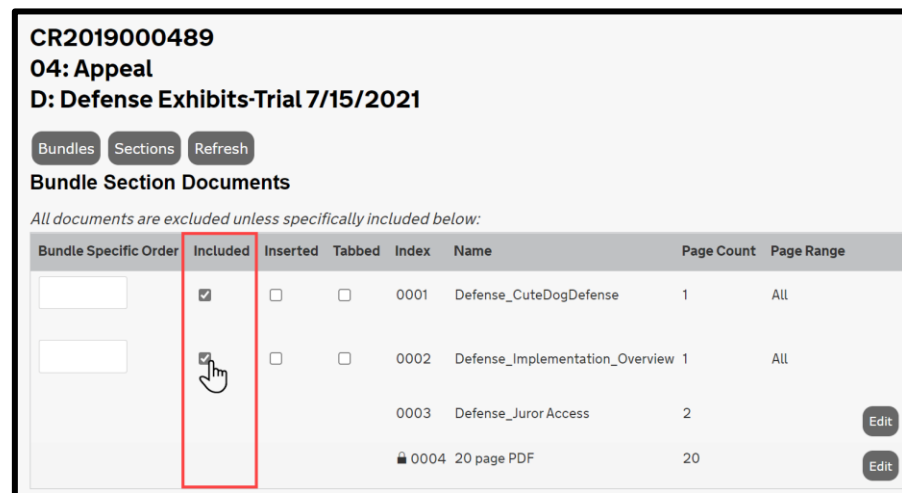 CR2019000489
04: Appeal
D: Defense Exhibits-Trial 7/15/2021
Bundles Sections Refresh
Bundle Section Documents
All documents are excluded unless specifically included below:
Bundle Specific Order Included Inserted Tabbed Index Name Page Count Page Range
0001 Defense_CuteDogDefense 1 All
0002 Defense_Implementation_Overview 1 All
0003 Defense_Juror Access 2 Edit
0004 20 page PDF 20 Edit